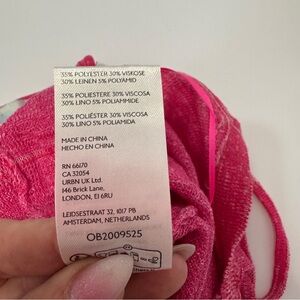 35% POLYESTER 30% VISKOSE
30% LEINEN 5% POLYAMID
35% POLIESTERE 30% VISCOSA
30% LINO 5% POLIAMMIDE
35% POLIÉSTER 30% VISCOSA
30% LINO 5% POLIAMIDA
MADE IN CHINA
HECHO EN CHINA
RN 66170
CA 32054
URBN UK Ltd.
146 Brick Lane,
LONDON, E1 6RU
LEIDSESTRAAT 32, 1017 PB
AMSTERDAM, NETHERLANDS
OB2009525